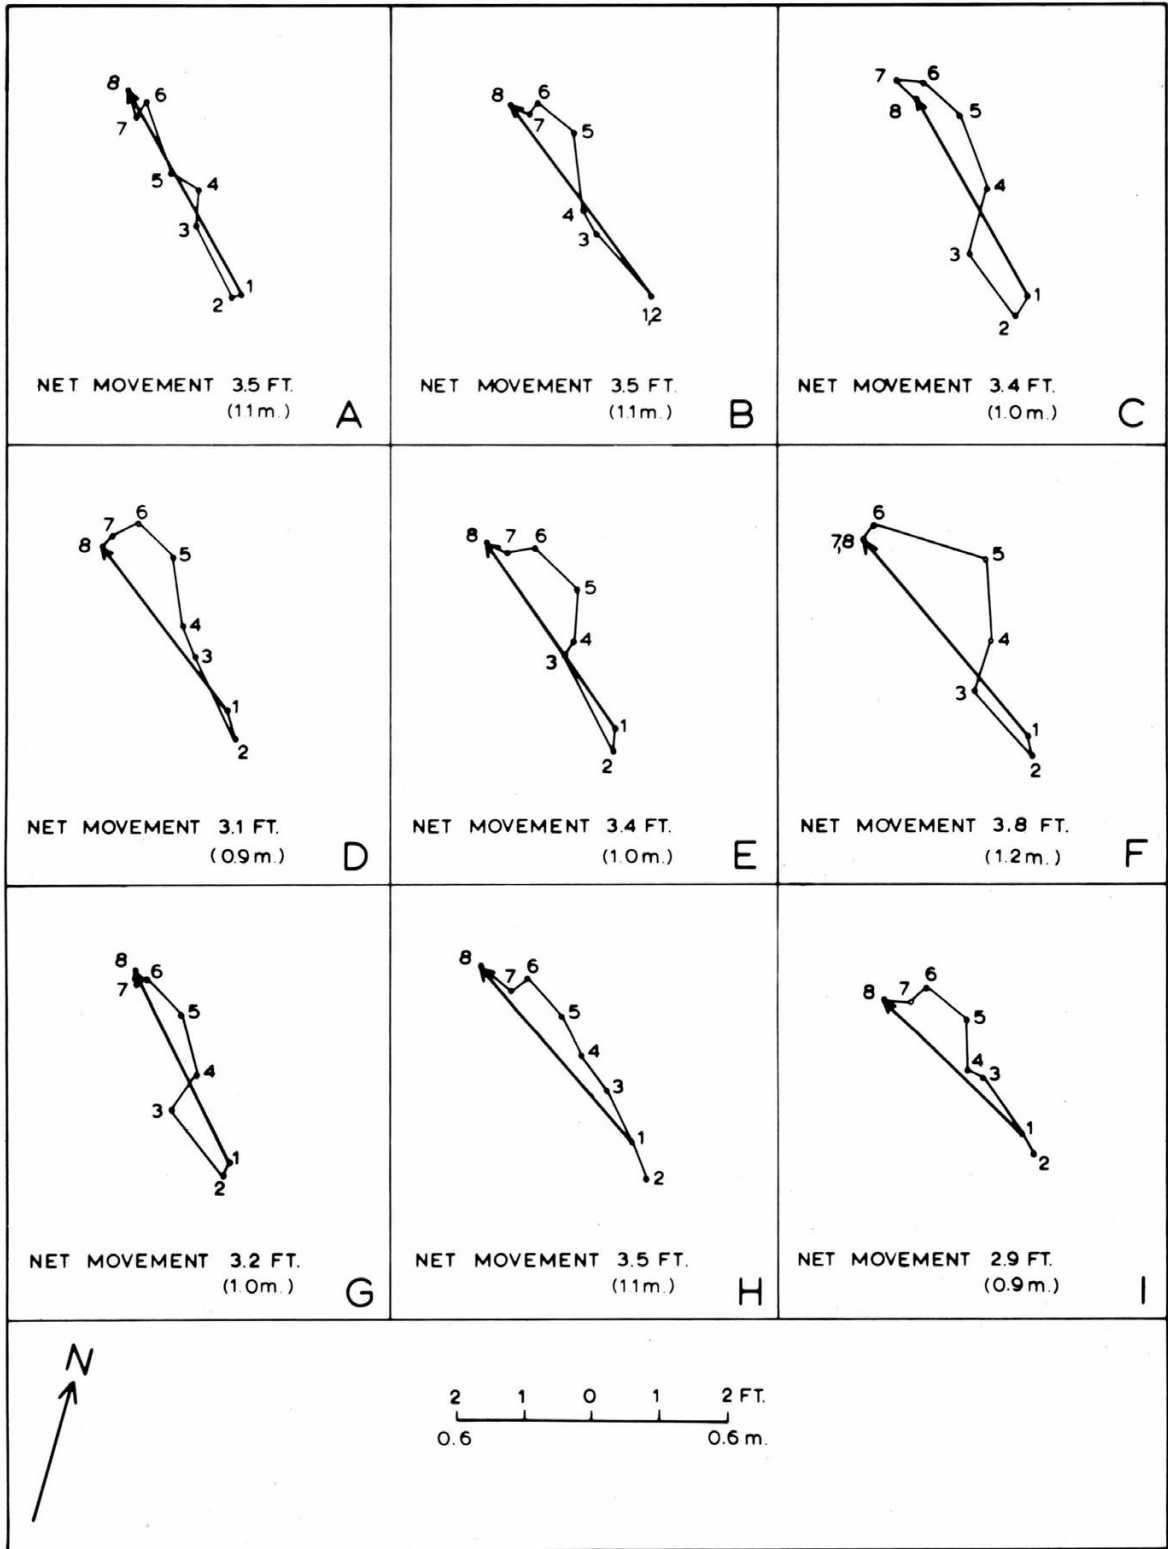 8
6
7
5
4
3
1
2
NET MOVEMENT 3.5 FT.
(1.1m.)
A
8
6
7
5
4
3
1,2
NET MOVEMENT 3.5 FT.
(1.1m.)
B
7
6
8
5
4
3
1
2
NET MOVEMENT 3.4 FT.
(1.0m.)
C
6
7
8
5
4
3
1
2
NET MOVEMENT 3.1 FT.
(0.9m.)
D
8
7
6
5
4
3
1
2
NET MOVEMENT 3.4 FT.
(1.0m.)
E
6
7,8
5
4
3
1
2
NET MOVEMENT 3.8 FT.
(1.2m.)
F
8
6
7
5
4
3
1
2
NET MOVEMENT 3.2 FT.
(1.0m.)
G
8
7
6
5
4
3
1
2
NET MOVEMENT 3.5 FT.
(1.1m.)
H
6
8
7
5
4
3
1
2
NET MOVEMENT 2.9 FT.
(0.9m.)
I
N
2 1 0 1 2 FT.
0.6 0.6 m.